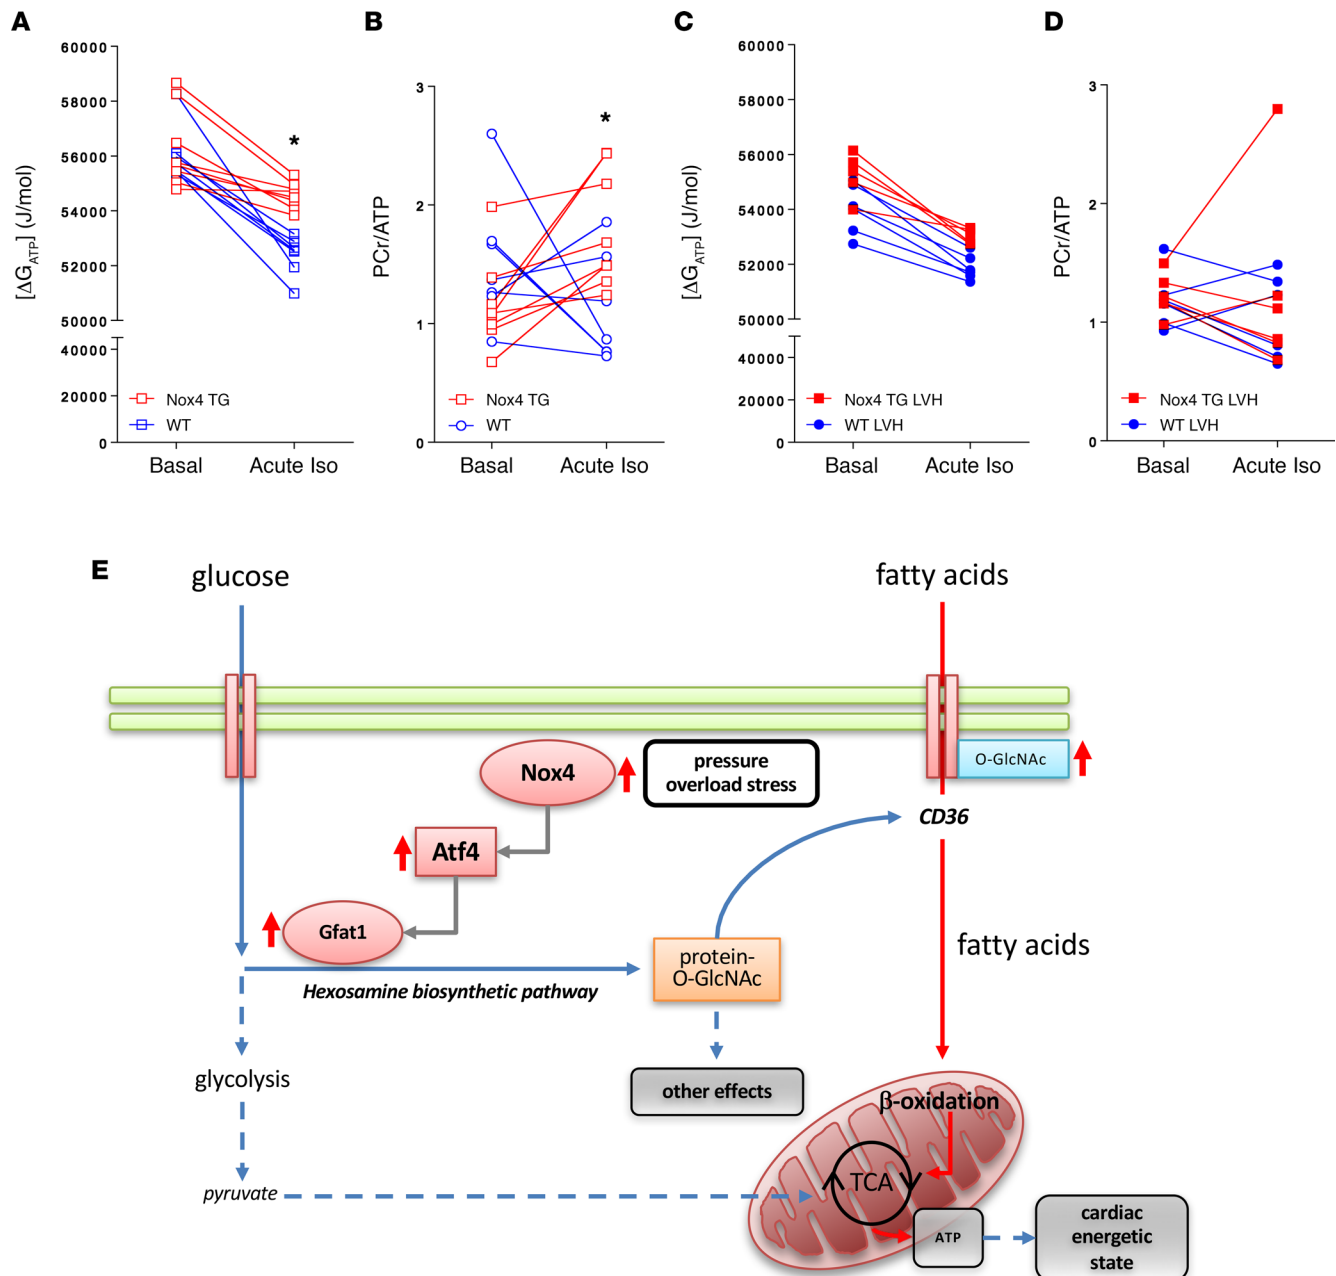 A
[ΔG ATP] (J/mol)
60000
58000
56000
54000
52000
50000
40000
20000
0
*
Nox4 TG
WT
Basal
Acute Iso
B
PCr/ATP
3
2
1
0
*
Nox4 TG
WT
Basal
Acute Iso
C
[ΔG ATP] (J/mol)
60000
58000
56000
54000
52000
50000
40000
20000
0
Nox4 TG LVH
WT LVH
Basal
Acute Iso
D
PCr/ATP
3
2
1
0
Nox4 TG LVH
WT LVH
Basal
Acute Iso
E
glucose
fatty acids
Nox4
pressure
overload stress
O-GlcNAc
CD36
Atf4
Gfat1
Hexosamine biosynthetic pathway
protein-
O-GlcNAc
fatty acids
glycolysis
other effects
β-oxidation
pyruvate
TCA
ATP
cardiac
energetic
state